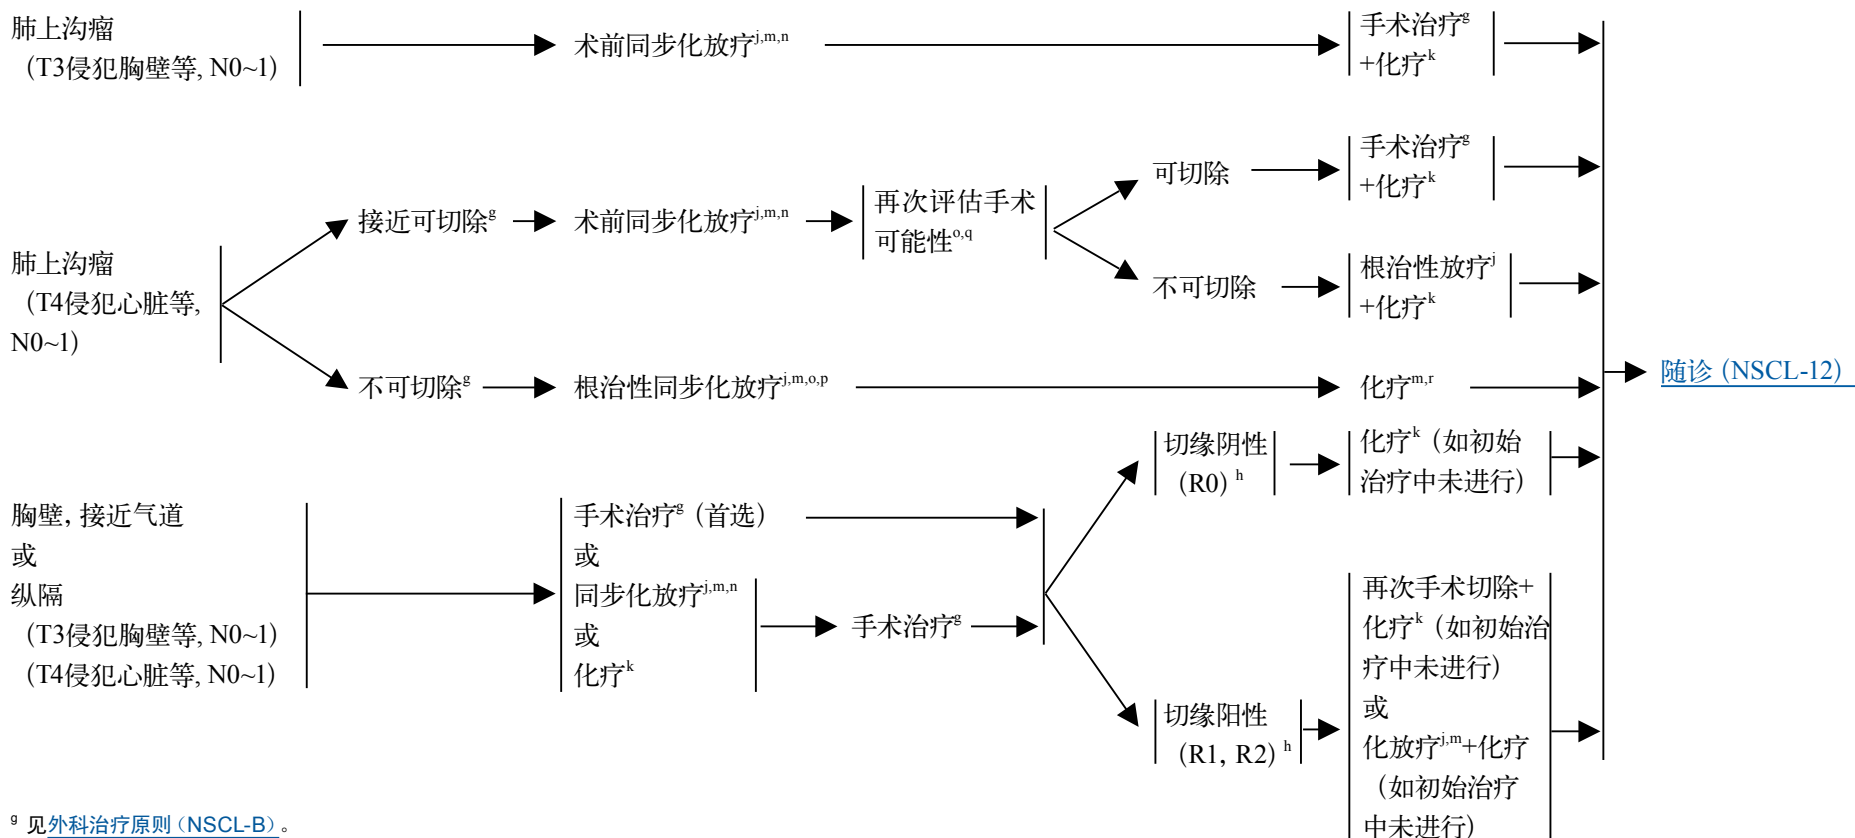 肺上沟瘤
（T3侵犯胸壁等, N0~1）
术前同步化放疗j,m,n
手术治疗g
+化疗k
肺上沟瘤
（T4侵犯心脏等,
N0~1）
接近可切除g
术前同步化放疗j,m,n
再次评估手术
可能性o,q
可切除
手术治疗g
+化疗k
不可切除
根治性放疗j
+化疗k
不可切除g
根治性同步化放疗j,m,o,p
化疗m,r
随诊（NSCL-12）
胸壁, 接近气道
或
纵隔
（T3侵犯胸壁等, N0~1）
（T4侵犯心脏等, N0~1）
手术治疗g（首选）
或
同步化放疗j,m,n
或
化疗k
手术治疗g
切缘阴性
（R0）h
化疗k（如初始
治疗中未进行）
切缘阳性
（R1, R2）h
再次手术切除+
化疗k（如初始治
疗中未进行）
或
化放疗j,m+化疗
（如初始治疗
中未进行）
g 见外科治疗原则（NSCL-B）。